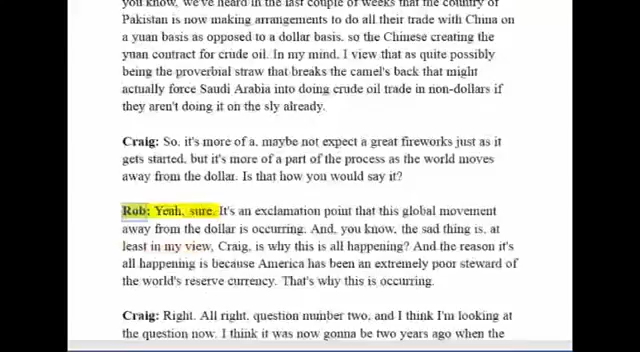 you know, we've heard in the last couple of weeks that the country of
Pakistan is now making arrangements to do all their trade with China on
a yuan basis as opposed to a dollar basis, so the Chinese creating the
yuan contract for crude oil. In my mind, I view that as quite possibly
being the proverbial straw that breaks the camel's back that might
actually force Saudi Arabia into doing crude oil trade in non-dollars if
they aren't doing it on the sly already.
Craig: So, it's more of a, maybe not expect a great fireworks just as it
gets started, but it's more of a part of the process as the world moves
away from the dollar. Is that how you would say it?
Rob: Yeah, sure. It's an exclamation point that this global movement
away from the dollar is occurring. And, you know, the sad thing is, at
least in my view, Craig, is why this is all happening? And the reason it's
all happening is because America has been an extremely poor steward of
the world's reserve currency. That's why this is occurring.
Craig: Right. All right, question number two, and I think I'm looking at
the question now. I think it was now gonna be two years ago when the